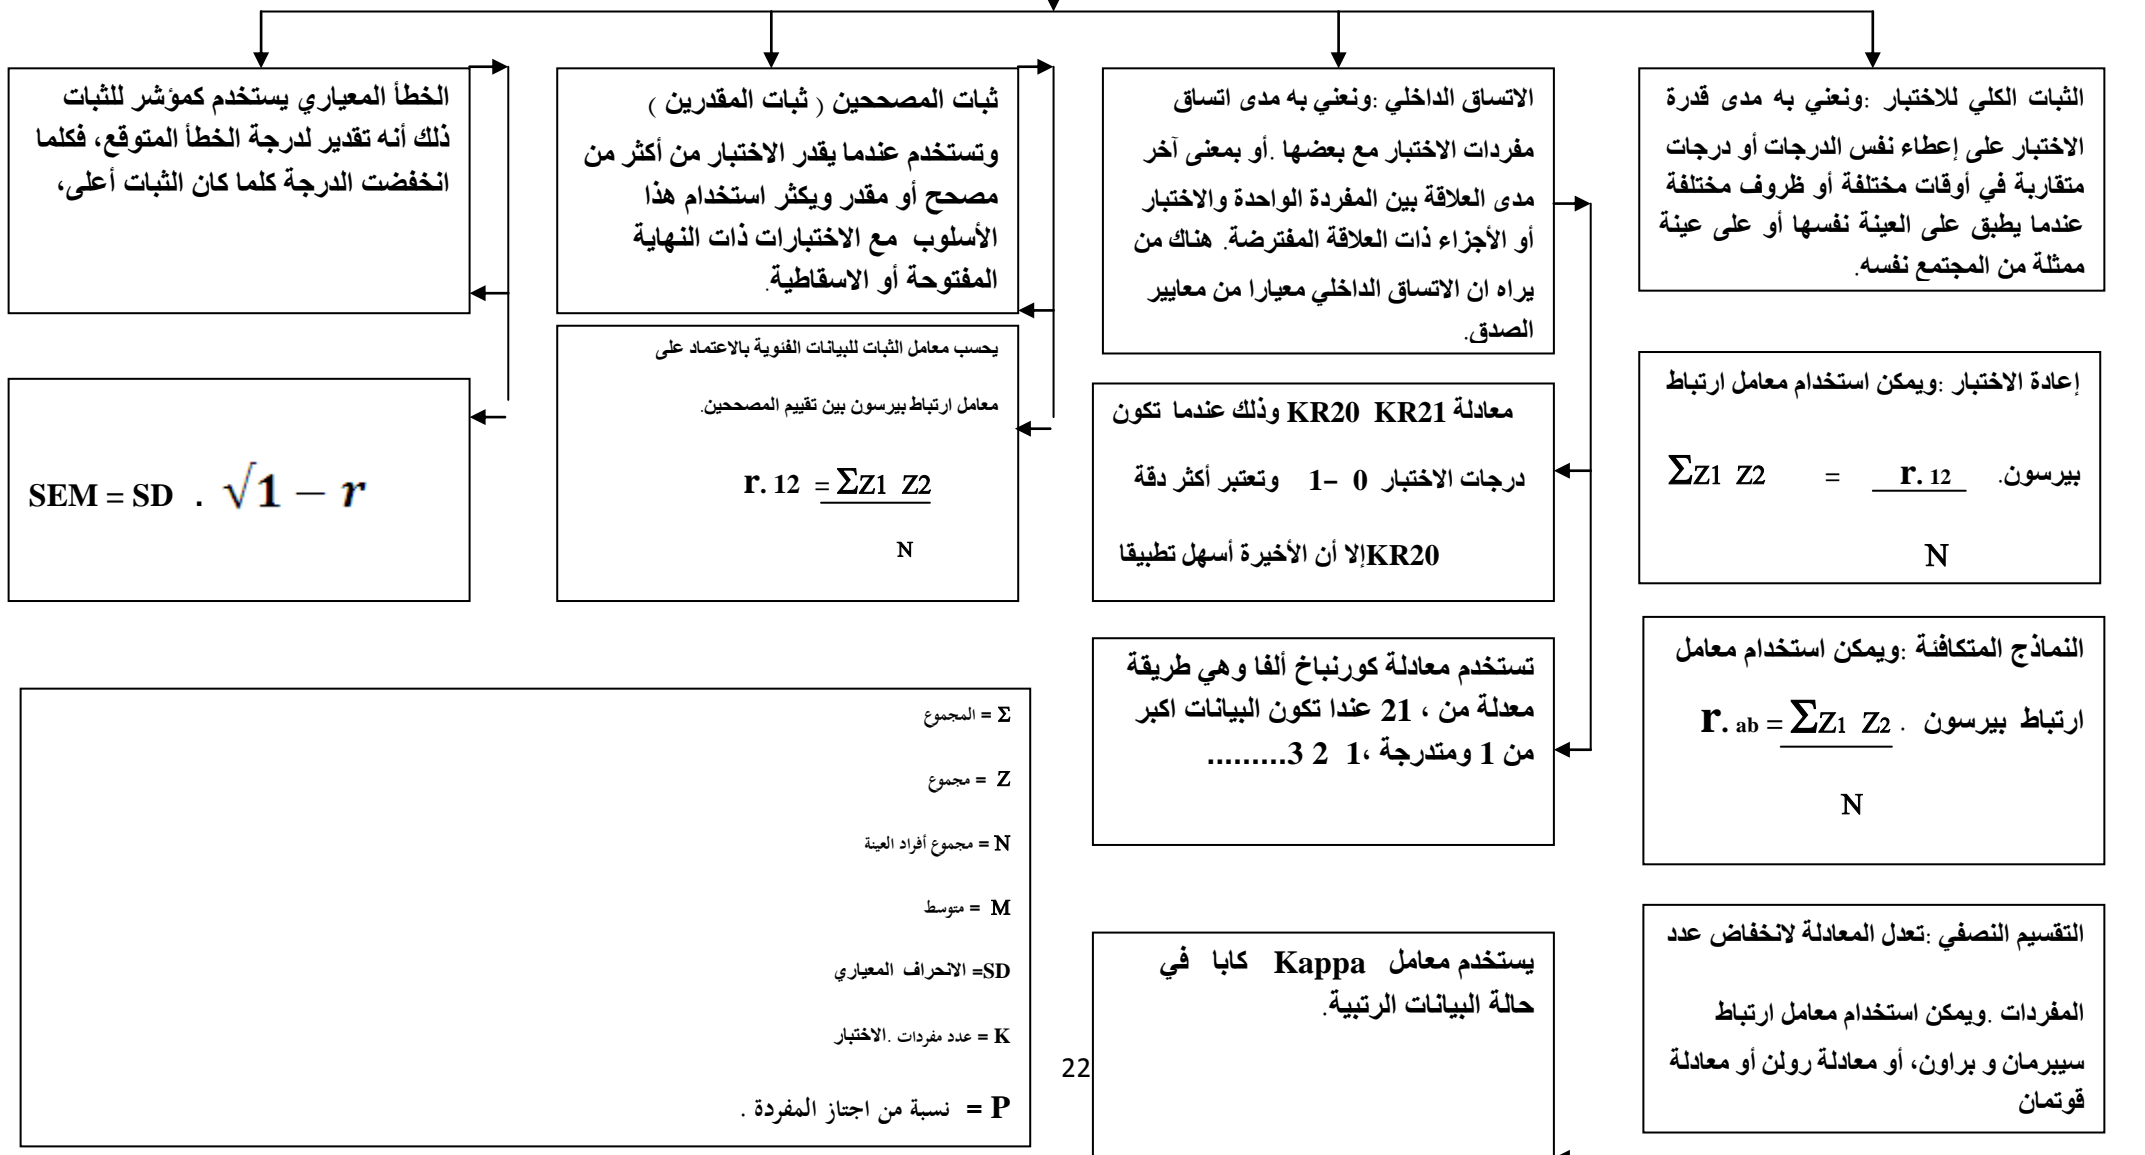 الثبات الكلي للاختبار :ونعني به مدى قدرة
الاختبار على إعطاء نفس الدرجات أو درجات
متقاربة في أوقات مختلفة أو ظروف مختلفة
عندما يطبق على العينة نفسها أو على عينة
ممثلة من المجتمع نفسه.
إعادة الاختبار :ويمكن استخدام معامل ارتباط
بيرسون. r. 12 = ΣZ1 Z2
N
النماذج المتكافئة :ويمكن استخدام معامل
ارتباط بيرسون . r. ab = ΣZ1 Z2
N
التقسيم النصفي :تعدل المعادلة لانخفاض عدد
المفردات .ويمكن استخدام معامل ارتباط
سيبرمان و براون، أو معادلة رولن أو معادلة
قوتمان
الاتساق الداخلي :ونعني به مدى اتساق
مفردات الاختبار مع بعضها .أو بمعنى آخر
مدى العلاقة بين المفردة الواحدة والاختبار
أو الأجزاء ذات العلاقة المفترضة. هناك من
يراه ان الاتساق الداخلي معيارا من معايير
الصدق.
معادلة KR20 KR21 وذلك عندما تكون
درجات الاختبار 0 –1 وتعتبر أكثر دقة
KR20إلا أن الأخيرة أسهل تطبيقا
تستخدم معادلة كورنباخ ألفا وهي طريقة
معدلة من ، 21 عندا تكون البيانات اكبر
من 1 ومتدرجة ،1 2 3.........
يستخدم معامل Kappa كابا في
حالة البيانات الرتبية.
ثبات المصححين ( ثبات المقدرين )
وتستخدم عندما يقدر الاختبار من أكثر من
مصحح أو مقدر ويكثر استخدام هذا
الأسلوب مع الاختبارات ذات النهاية
المفتوحة أو الاسقاطية.
يحسب معامل الثبات للبيانات الفئوية بالاعتماد على
معامل ارتباط بيرسون بين تقييم المصححين.
r. 12 = ΣZ1 Z2
N
الخطأ المعياري يستخدم كمؤشر للثبات
ذلك أنه تقدير لدرجة الخطأ المتوقع، فكلما
انخفضت الدرجة كلما كان الثبات أعلى،
SEM = SD . √1 − r
Σ = المجموع
Z = مجموع
N = مجموع أفراد العينة
M = متوسط
SD= الانحراف المعياري
K = عدد مفردات .الاختبار
P = نسبة من اجتاز المفردة .
22